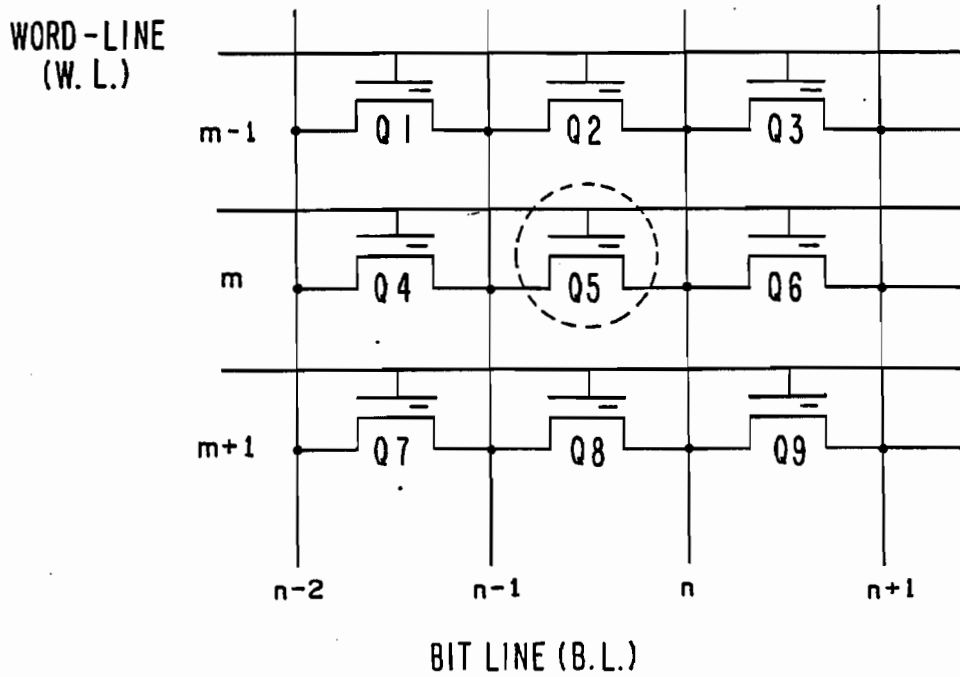 WORD-LINE
(W. L.)
m-1
Q1 Q2 Q3
m
Q4 Q5 Q6
m+1
Q7 Q8 Q9
n-2 n-1 n n+1
BIT LINE (B.L.)